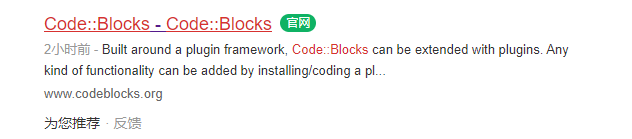 Code::Blocks - Code::Blocks 官网
2小时前 - Built around a plugin framework, Code::Blocks can be extended with plugins. Any
kind of functionality can be added by installing/coding a pl...
www.codeblocks.org
为您推荐 · 反馈